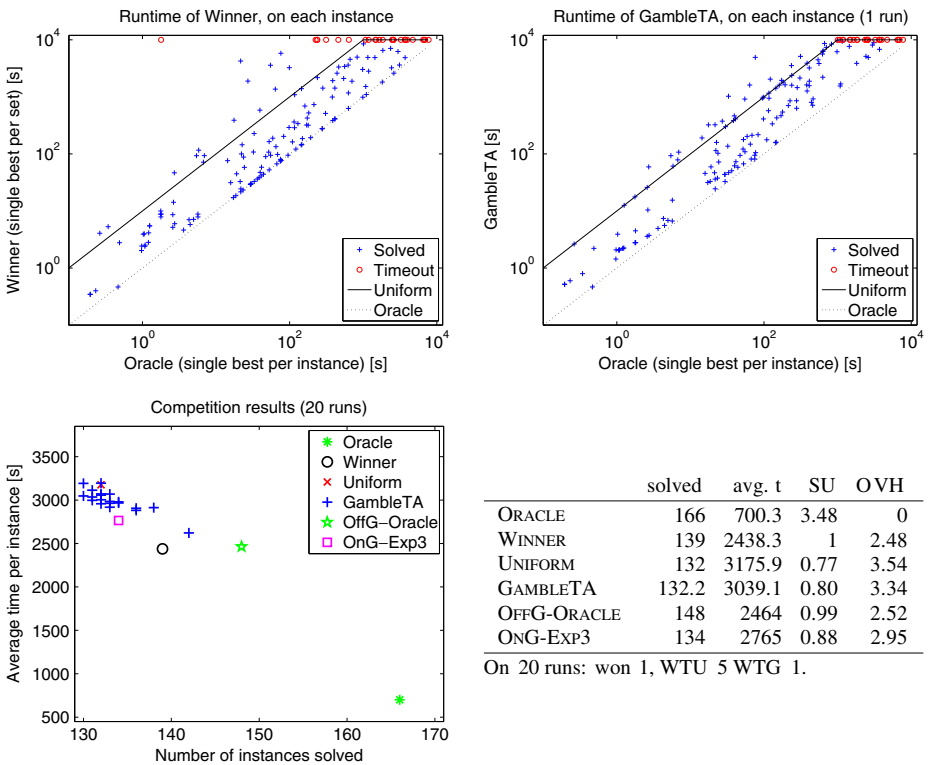 Runtime of Winner, on each instance
Winner (single best per set) [s]
10^4
10^2
10^0
Solved
Timeout
Uniform
Oracle
10^0
10^2
10^4
Oracle (single best per instance) [s]
Runtime of GambleTA, on each instance (1 run)
GambleTA [s]
10^4
10^2
10^0
Solved
Timeout
Uniform
Oracle
10^0
10^2
10^4
Oracle (single best per instance) [s]
Competition results (20 runs)
Average time per instance [s]
3500
3000
2500
2000
1500
1000
500
Oracle
Winner
Uniform
GambleTA
OffG−Oracle
OnG−Exp3
130
140
150
160
170
Number of instances solved
solved avg. t SU OVH
ORACLE 166 700.3 3.48 0
WINNER 139 2438.3 1 2.48
UNIFORM 132 3175.9 0.77 3.54
GAMBLETA 132.2 3039.1 0.80 3.34
OFFG-ORACLE 148 2464 0.99 2.52
ONG-EXP3 134 2765 0.88 2.95
On 20 runs: won 1, WTU 5 WTG 1.